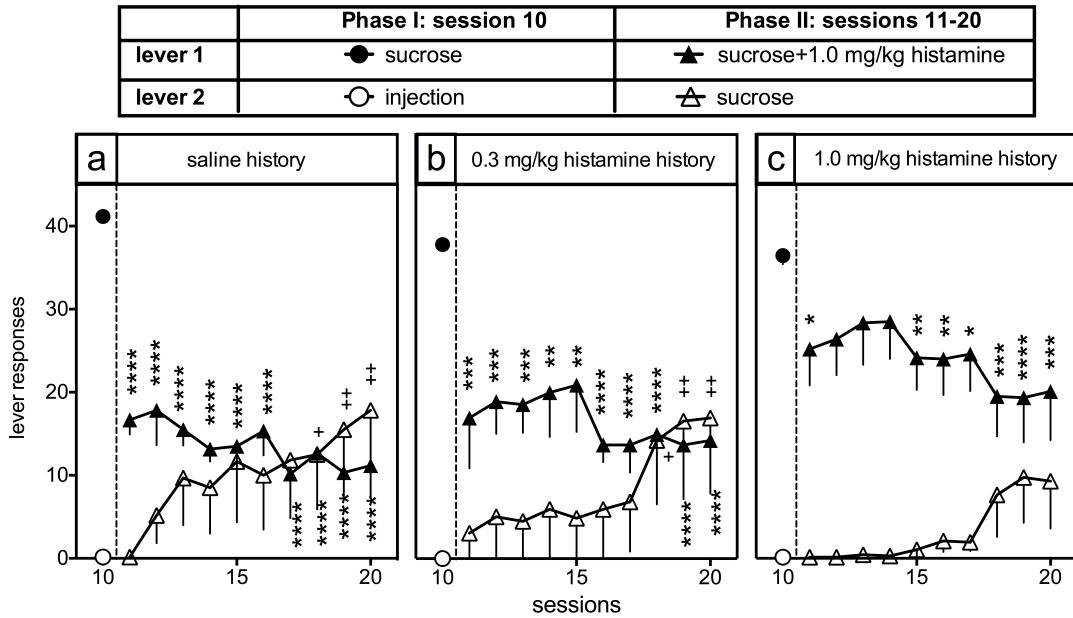 Phase I: session 10 Phase II: sessions 11-20
lever 1 sucrose sucrose+1.0 mg/kg histamine
lever 2 injection sucrose
a saline history b 0.3 mg/kg histamine history c 1.0 mg/kg histamine history
lever responses
40
30
20
10
0
**** **** **** **** **** **** + ++ ++
**** **** **** ****
*** *** *** ** ** **** **** **** ++ ++
+ **** ****
* ** ** * *** **** ***
10 15 20 10 15 20 10 15 20
sessions